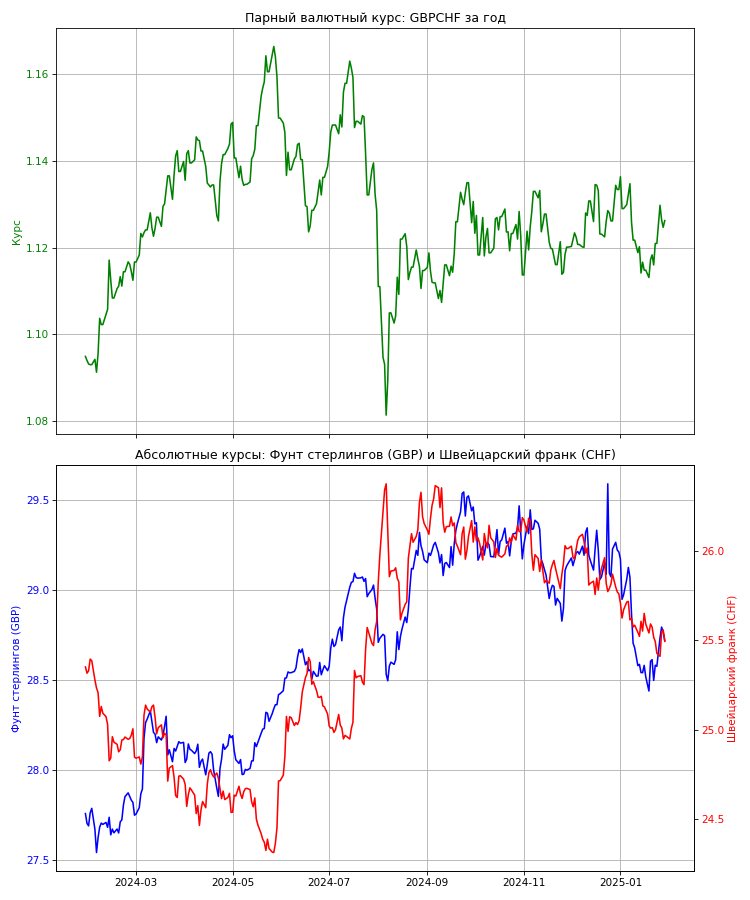 Парный валютный курс: GBPCHF за год
1.16
1.14
1.12
1.10
1.08
Курс
Абсолютные курсы: Фунт стерлингов (GBP) и Швейцарский франк (CHF)
29.5
29.0
28.5
28.0
27.5
Фунт стерлингов (GBP)
26.0
25.5
25.0
24.5
Швейцарский франк (CHF)
2024-03 2024-05 2024-07 2024-09 2024-11 2025-01